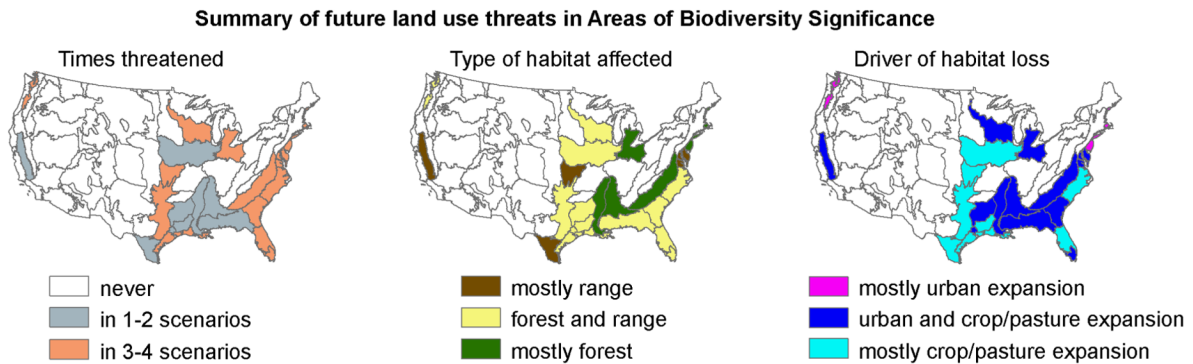 Summary of future land use threats in Areas of Biodiversity Significance
Times threatened
never
in 1-2 scenarios
in 3-4 scenarios
Type of habitat affected
mostly range
forest and range
mostly forest
Driver of habitat loss
mostly urban expansion
urban and crop/pasture expansion
mostly crop/pasture expansion